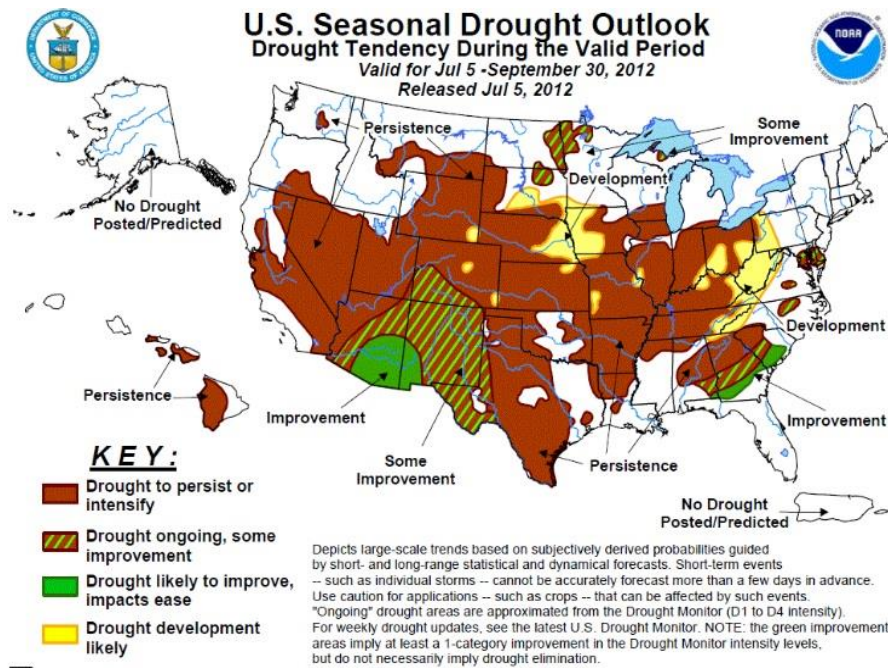 U.S. Seasonal Drought Outlook
Drought Tendency During the Valid Period
Valid for Jul 5 -September 30, 2012
Released Jul 5, 2012
DEPARTMENT OF COMMERCE
UNITED STATES OF AMERICA
NOAA
Persistence
Some
Improvement
Development
No Drought
Posted/Predicted
Development
Persistence
Improvement
Improvement
Some
Improvement
Persistence
No Drought
Posted/Predicted
KEY:
Drought to persist or
intensify
Drought ongoing, some
improvement
Drought likely to improve,
impacts ease
Drought development
likely
Depicts large-scale trends based on subjectively derived probabilities guided
by short- and long-range statistical and dynamical forecasts. Short-term events
-- such as individual storms -- cannot be accurately forecast more than a few days in advance.
Use caution for applications -- such as crops -- that can be affected by such events.
"Ongoing" drought areas are approximated from the Drought Monitor (D1 to D4 intensity).
For weekly drought updates, see the latest U.S. Drought Monitor. NOTE: the green improvement
areas imply at least a 1-category improvement in the Drought Monitor intensity levels,
but do not necessarily imply drought elimination.